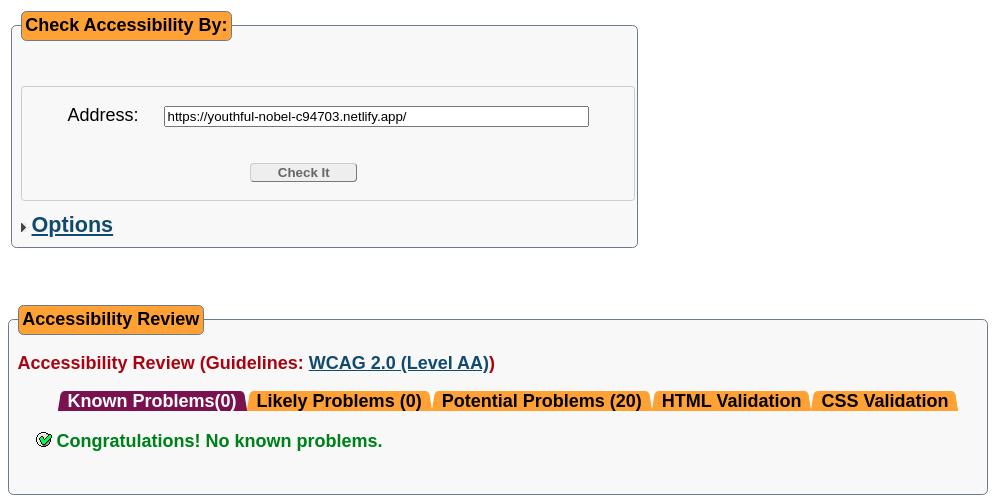 Check Accessibility By:
Address: https://youthful-nobel-c94703.netlify.app/
Check It
Options
Accessibility Review
Accessibility Review (Guidelines: WCAG 2.0 (Level AA))
Known Problems(0) Likely Problems (0) Potential Problems (20) HTML Validation CSS Validation
Congratulations! No known problems.